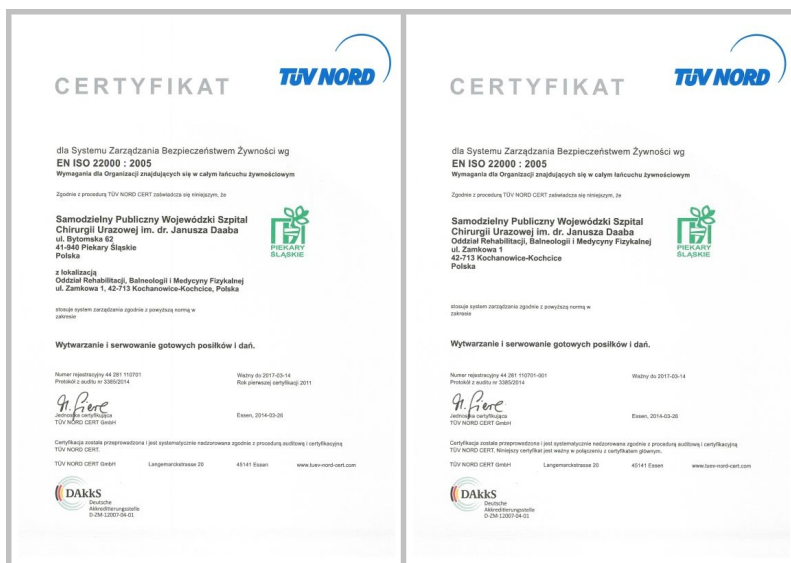 TÜV NORD
CERTYFIKAT
dla Systemu Zarządzania Bezpieczeństwem Żywności wg
EN ISO 22000 : 2005
Wymagania dla Organizacji znajdujących się w całym łańcuchu żywnościowym
Zgodnie z procedurą TÜV NORD CERT zaświadcza się niniejszym, że
Samodzielny Publiczny Wojewódzki Szpital
Chirurgii Urazowej im. dr. Janusza Daaba
ul. Bytomska 62
41-940 Piekary Śląskie
Polska
PIEKARY
ŚLĄSKIE
z lokalizacją
Oddział Rehabilitacji, Balneologii i Medycyny Fizykalnej
ul. Zamkowa 1, 42-713 Kochanowice-Kochcice, Polska
stosuje system zarządzania zgodnie z powyższą normą w
zakresie
Wytwarzanie i serwowanie gotowych posiłków i dań.
Numer rejestracyjny 44 281 110701 Ważny do 2017-03-14
Protokół z auditu nr 3385/2014 Rok pierwszej certyfikacji 2011
Jednostka certyfikująca Essen, 2014-03-26
TÜV NORD CERT GmbH
Certyfikacja została przeprowadzona i jest systematycznie nadzorowana zgodnie z procedurą auditową i certyfikacyjną
TÜV NORD CERT.
TÜV NORD CERT GmbH Langemarckstrasse 20 45141 Essen www.tuev-nord-cert.com
DAkkS
Deutsche
Akkreditierungsstelle
D-ZM-12007-04-01
TÜV NORD
CERTYFIKAT
dla Systemu Zarządzania Bezpieczeństwem Żywności wg
EN ISO 22000 : 2005
Wymagania dla Organizacji znajdujących się w całym łańcuchu żywnościowym
Zgodnie z procedurą TÜV NORD CERT zaświadcza się niniejszym, że
Samodzielny Publiczny Wojewódzki Szpital
Chirurgii Urazowej im. dr. Janusza Daaba
Oddział Rehabilitacji, Balneologii i Medycyny Fizykalnej
ul. Zamkowa 1
42-713 Kochanowice-Kochcice
Polska
PIEKARY
ŚLĄSKIE
stosuje system zarządzania zgodnie z powyższą normą w
zakresie
Wytwarzanie i serwowanie gotowych posiłków i dań.
Numer rejestracyjny 44 281 110701-001 Ważny do 2017-03-14
Protokół z auditu nr 3385/2014
Jednostka certyfikująca Essen, 2014-03-26
TÜV NORD CERT GmbH
Certyfikacja została przeprowadzona i jest systematycznie nadzorowana zgodnie z procedurą auditową i certyfikacyjną
TÜV NORD CERT. Niniejszy certyfikat jest ważny w połączeniu z certyfikatem głównym.
TÜV NORD CERT GmbH Langemarckstrasse 20 45141 Essen www.tuev-nord-cert.com
DAkkS
Deutsche
Akkreditierungsstelle
D-ZM-12007-04-01